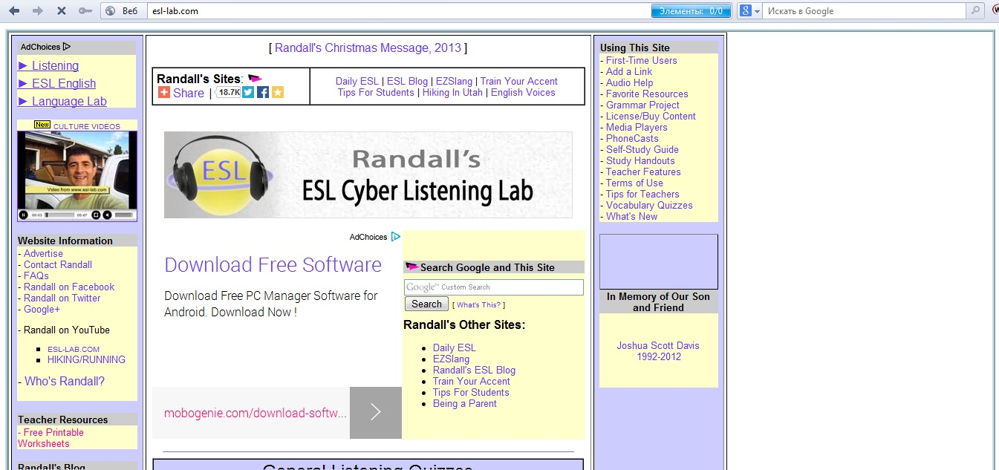 Веб
esl-lab.com
Элементы: 0/0
Искать в Google
AdChoices
► Listening
► ESL English
► Language Lab
New CULTURE VIDEOS
Video from www.esl-lab.com
00:03
00:47
Website Information
- Advertise
- Contact Randall
- FAQs
- Randall on Facebook
- Randall on Twitter
- Google+
- Randall on YouTube
ESL-LAB.COM
HIKING/RUNNING
- Who's Randall?
Teacher Resources
- Free Printable
Worksheets
Randall's Blog
[ Randall's Christmas Message, 2013 ]
Randall's Sites:
Share | 18.7K
Daily ESL | ESL Blog | EZSlang | Train Your Accent
Tips For Students | Hiking In Utah | English Voices
ESL
Randall's
ESL Cyber Listening Lab
AdChoices
Download Free Software
Download Free PC Manager Software for
Android. Download Now !
mobogenie.com/download-softw...
Search Google and This Site
Google™ Custom Search
Search [ What's This? ]
Randall's Other Sites:
• Daily ESL
• EZSlang
• Randall's ESL Blog
• Train Your Accent
• Tips For Students
• Being a Parent
General Listening Quizzes
Using This Site
- First-Time Users
- Add a Link
- Audio Help
- Favorite Resources
- Grammar Project
- License/Buy Content
- Media Players
- PhoneCasts
- Self-Study Guide
- Study Handouts
- Teacher Features
- Terms of Use
- Tips for Teachers
- Vocabulary Quizzes
- What's New
In Memory of Our Son
and Friend
Joshua Scott Davis
1992-2012